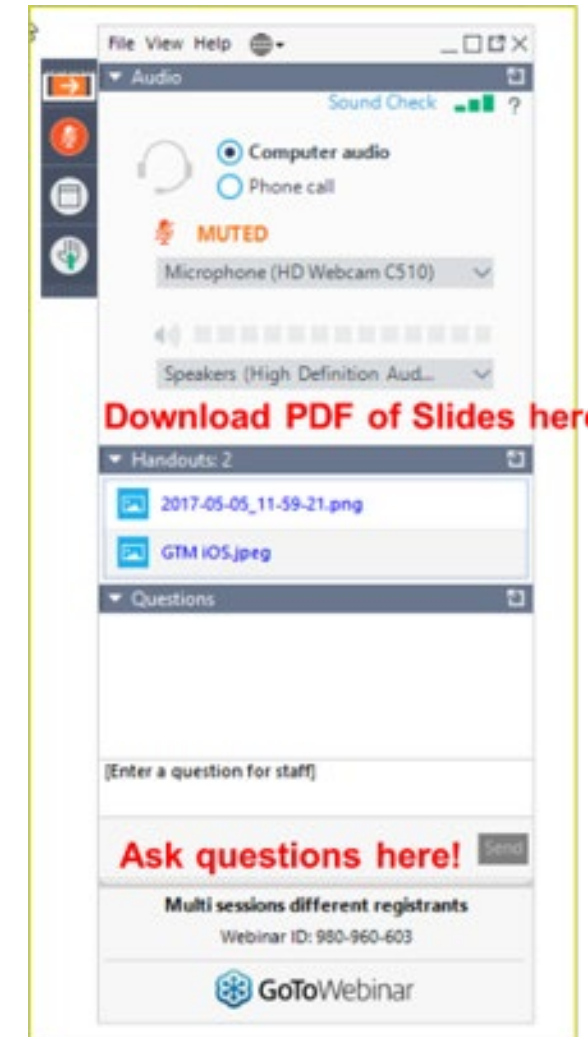 File View Help
Audio
Sound Check ?
Computer audio
Phone call
MUTED
Microphone (HD Webcam C510)
Speakers (High Definition Aud...
Download PDF of Slides here
Handouts: 2
2017-05-05_11-59-21.png
GTM iOS.jpeg
Questions
[Enter a question for staff]
Ask questions here!
Send
Multi sessions different registrants
Webinar ID: 980-960-603
GoToWebinar